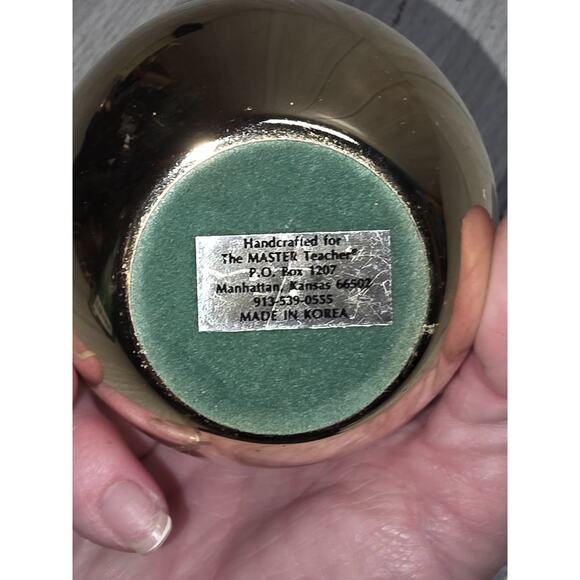 Handcrafted for
The MASTER Teacher®
P.O. Box 1207
Manhattan, Kansas 66502
913-539-0555
MADE IN KOREA